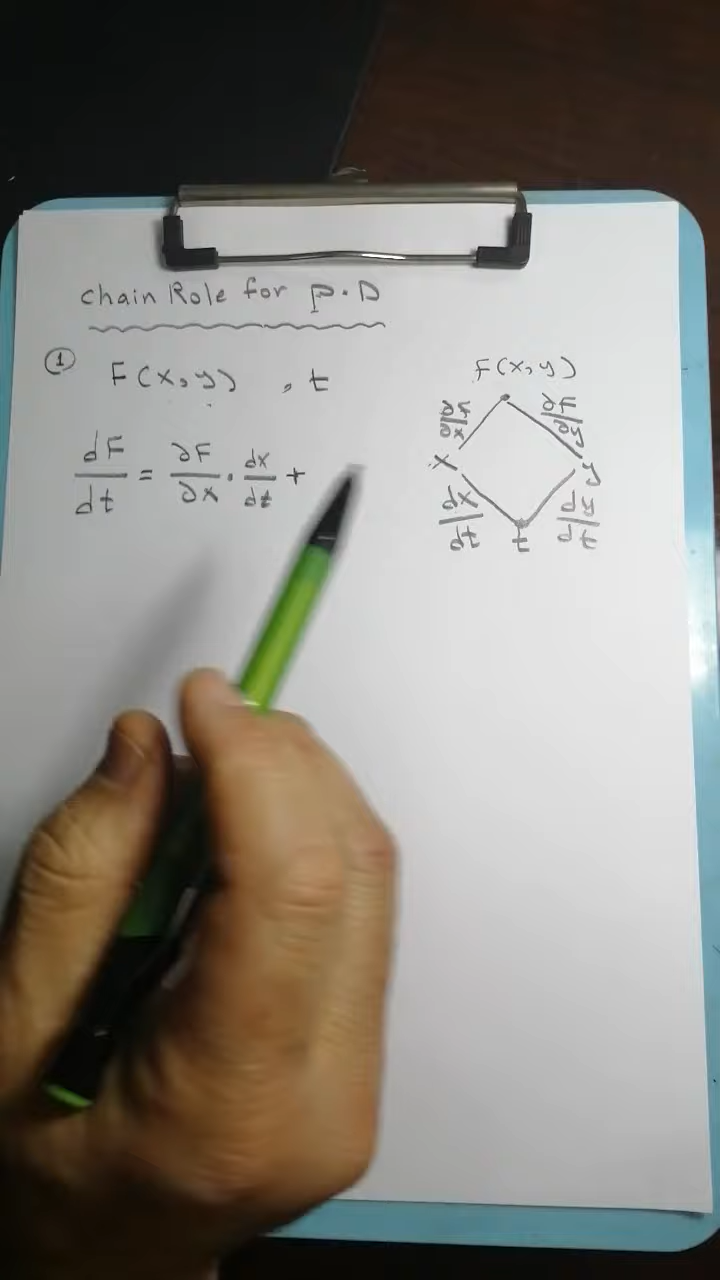 Chain Role for P.D
① F(x,y) , t
dF/dt = ∂F/∂x · dx/dt +
F(x,y)
∂F/∂x ∂F/∂y
x y
dx/dt t dy/dt